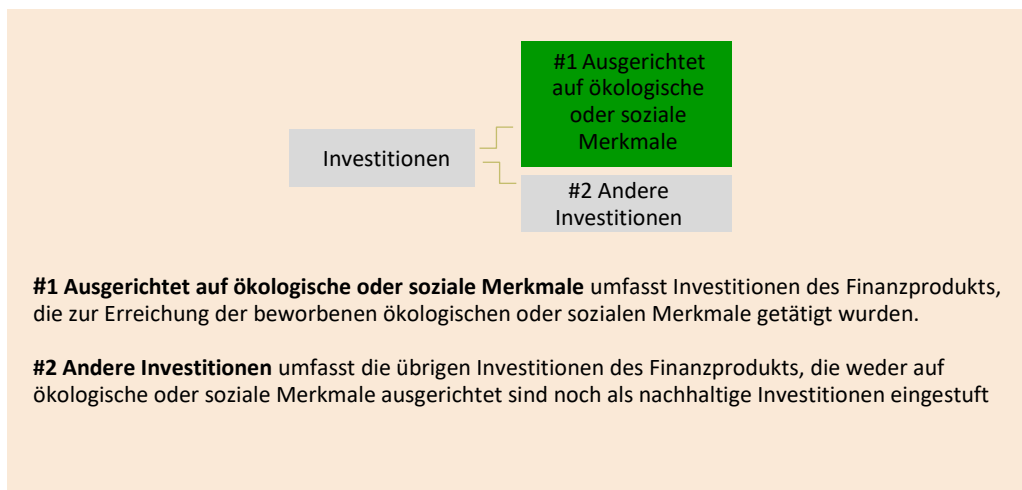 #1 Ausgerichtet
auf ökologische
oder soziale
Merkmale
Investitionen
#2 Andere
Investitionen
#1 Ausgerichtet auf ökologische oder soziale Merkmale umfasst Investitionen des Finanzprodukts,
die zur Erreichung der beworbenen ökologischen oder sozialen Merkmale getätigt wurden.
#2 Andere Investitionen umfasst die übrigen Investitionen des Finanzprodukts, die weder auf
ökologische oder soziale Merkmale ausgerichtet sind noch als nachhaltige Investitionen eingestuft